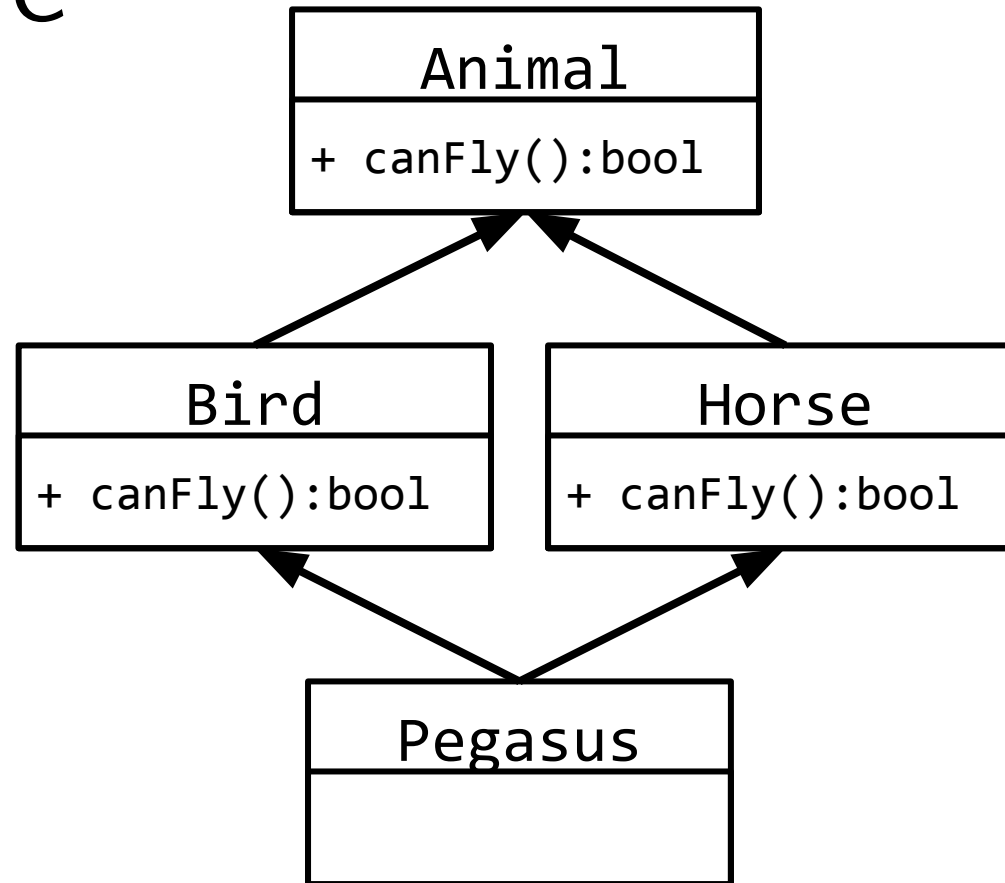 Animal
+ canFly():bool
Bird
+ canFly():bool
Horse
+ canFly():bool
Pegasus